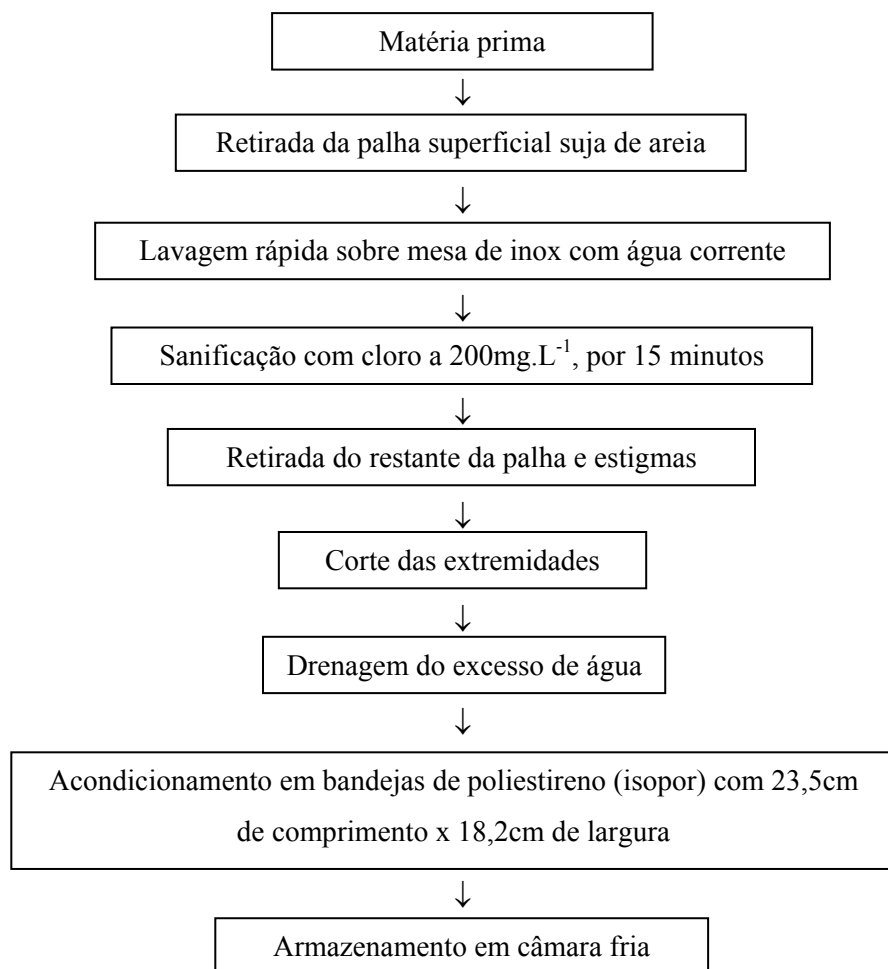 Matéria prima
↓
Retirada da palha superficial suja de areia
↓
Lavagem rápida sobre mesa de inox com água corrente
↓
Sanificação com cloro a 200mg.L⁻¹, por 15 minutos
↓
Retirada do restante da palha e estigmas
↓
Corte das extremidades
↓
Drenagem do excesso de água
↓
Acondicionamento em bandejas de poliestireno (isopor) com 23,5cm
de comprimento x 18,2cm de largura
↓
Armazenamento em câmara fria